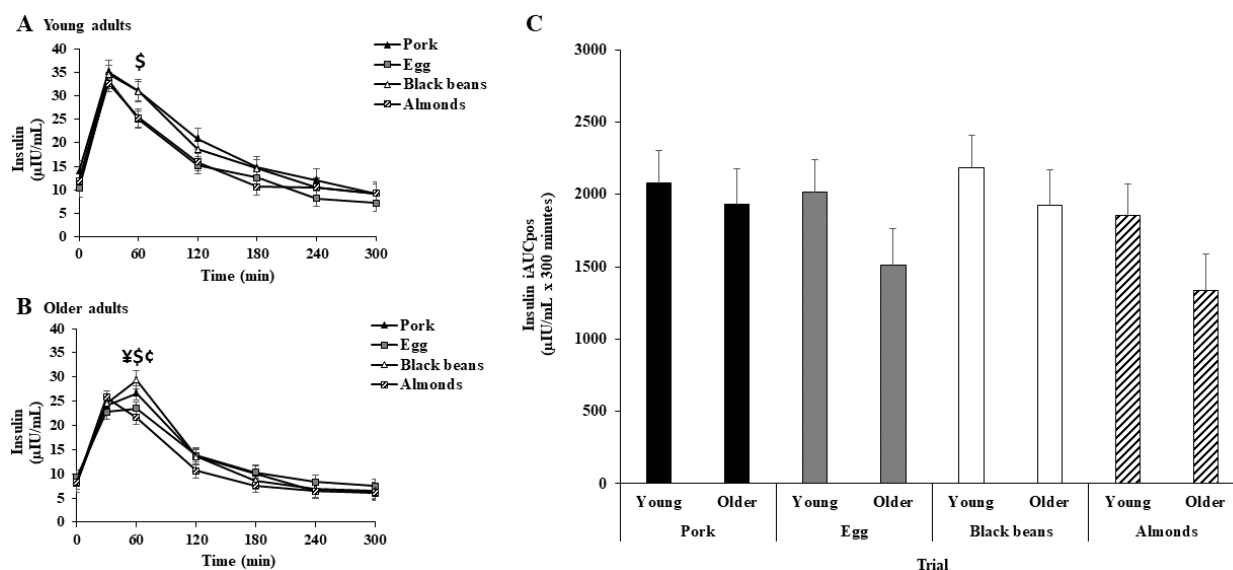 A Young adults
40
35
30
25
20
15
10
5
0
Insulin
(µIU/mL)
$
Pork
Egg
Black beans
Almonds
0 60 120 180 240 300
Time (min)
B Older adults
40
35
30
25
20
15
10
5
0
Insulin
(µIU/mL)
¥$¢
Pork
Egg
Black beans
Almonds
0 60 120 180 240 300
Time (min)
C
3000
2500
2000
1500
1000
500
0
Insulin iAUCpos
(µIU/mL x 300 minutes)
Young Older Young Older Young Older Young Older
Pork Egg Black beans Almonds
Trial